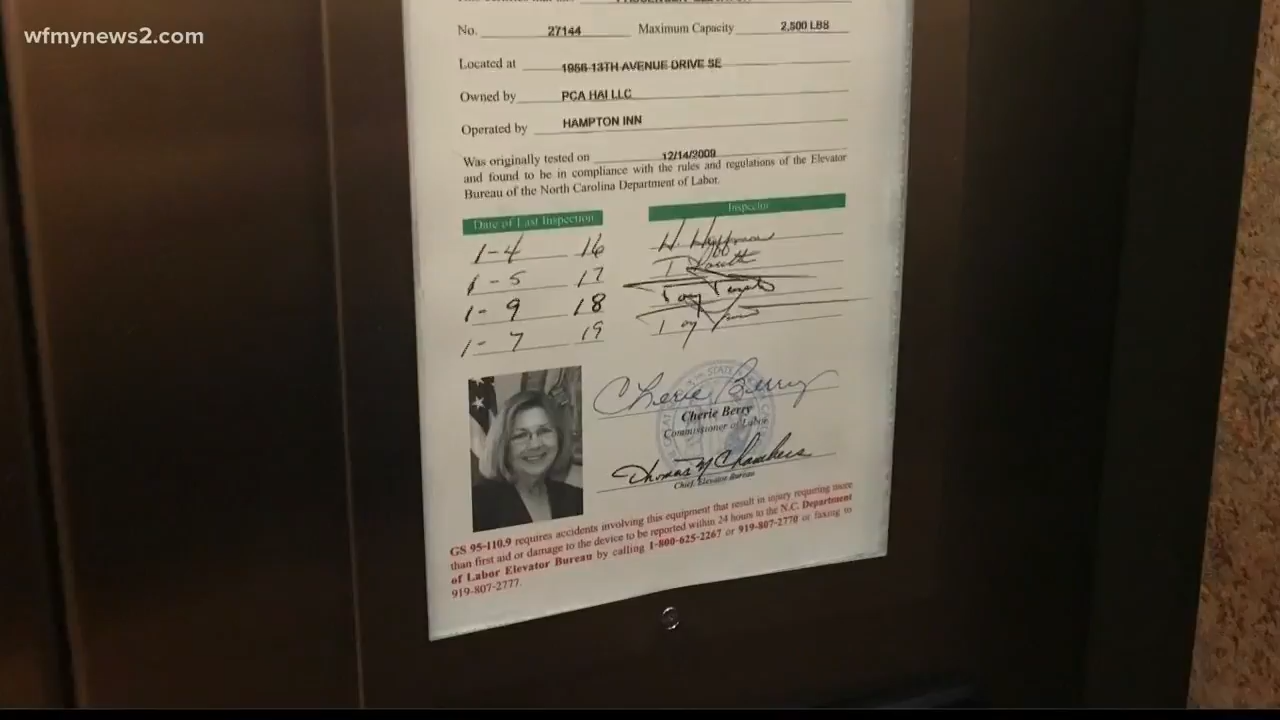 wfmynews2.com
No. 27144 Maximum Capacity 2,500 LBS
Located at 1956 13TH AVENUE DRIVE SE
Owned by PCA HAI LLC
Operated by HAMPTON INN
Was originally tested on 12/14/2009
and found to be in compliance with the rules and regulations of the Elevator
Bureau of the North Carolina Department of Labor.
Date of Last Inspection Inspector
1-4 16 H. Hoffman
1-5 17
1-9 18
1-7 19
Cherie Berry
Cherie Berry
Commissioner of Labor
Thomas M Chambers
Chief, Elevator Bureau
GS 95-110.9 requires accidents involving this equipment that result in injury requiring more
than first aid or damage to the device to be reported within 24 hours to the N.C. Department
of Labor Elevator Bureau by calling 1-800-625-2267 or 919-807-2770 or faxing to
919-807-2777.